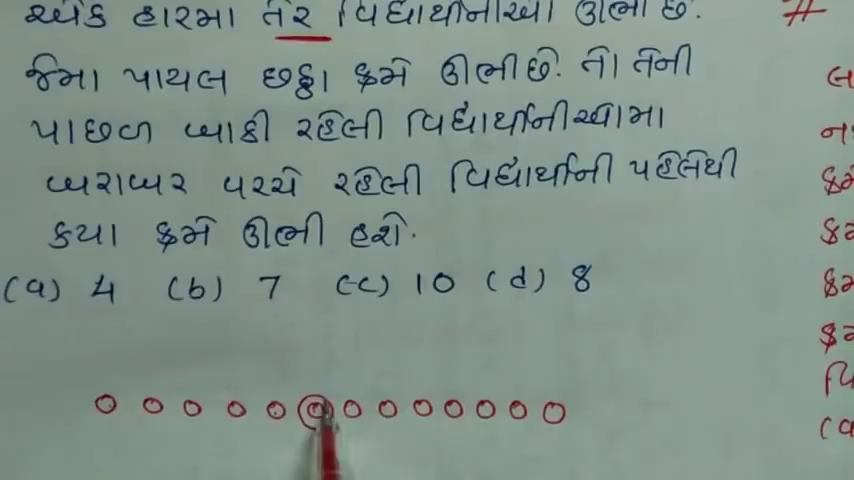 એક હારમા તેર વિદ્યાર્થીનીઓ ઊભી છે.
જેમા પાયલ છઠ્ઠા ક્રમે ઊભી છે. તો તેની
પાછળ બાકી રહેલી વિદ્યાર્થીનીઓમા
બરાબર વચ્ચે રહેલી વિદ્યાર્થીની પહેલેથી
કયા ક્રમે ઊભી હશે.
(a) 4 (b) 7 (c) 10 (d) 8
#